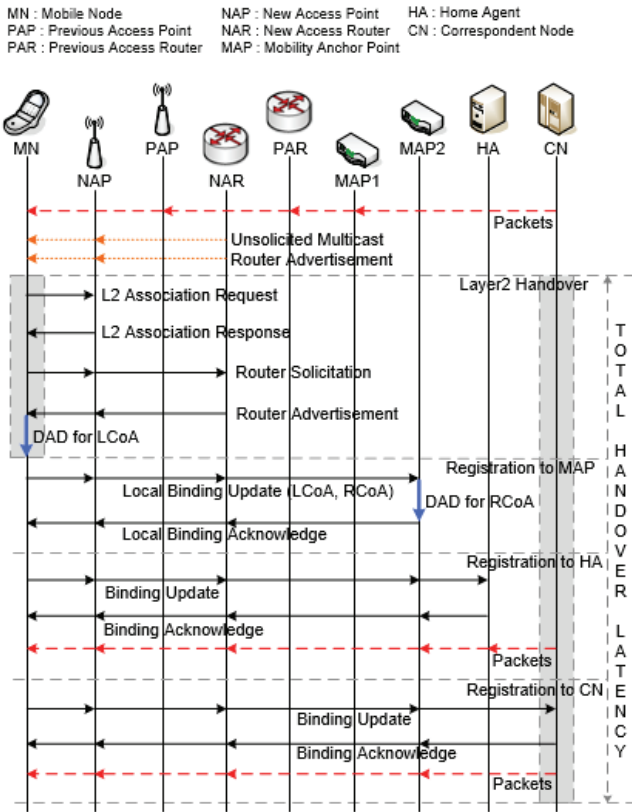 MN : Mobile Node NAP : New Access Point HA : Home Agent
PAP : Previous Access Point NAR : New Access Router CN : Correspondent Node
PAR : Previous Access Router MAP : Mobility Anchor Point
MN PAP PAR MAP2 HA CN
NAP NAR MAP1
Packets
Unsolicited Multicast
Router Advertisement
Layer2 Handover
L2 Association Request
L2 Association Response
Router Solicitation
Router Advertisement
DAD for LCoA
Registration to MAP
Local Binding Update (LCoA, RCoA)
DAD for RCoA
Local Binding Acknowledge
Registration to HA
Binding Update
Binding Acknowledge
Packets
Registration to CN
Binding Update
Binding Acknowledge
Packets
TOTAL HANDOVER LATENCY